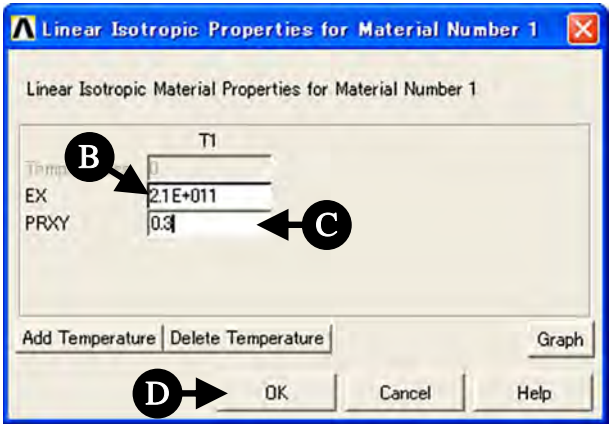 Linear Isotropic Properties for Material Number 1
Linear Isotropic Material Properties for Material Number 1
T1
B
0
EX 2.1E+011
PRXY 0.3
C
Add Temperature Delete Temperature Graph
D OK Cancel Help